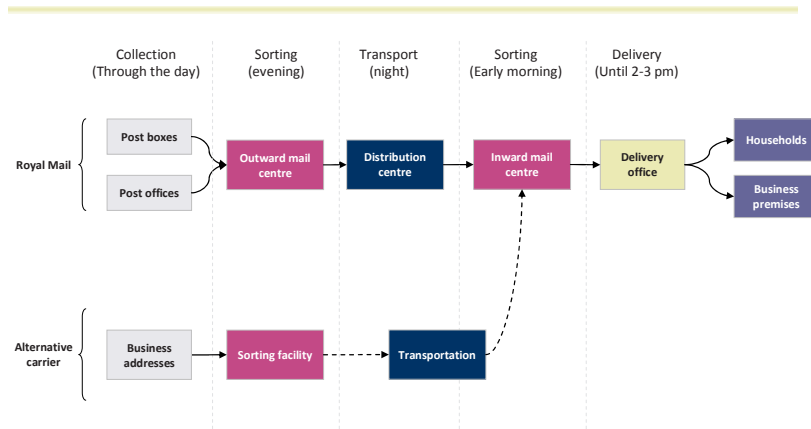 Collection
(Through the day)
Sorting
(evening)
Transport
(night)
Sorting
(Early morning)
Delivery
(Until 2-3 pm)
Royal Mail
Post boxes
Post offices
Outward mail
centre
Distribution
centre
Inward mail
centre
Delivery
office
Households
Business
premises
Alternative
carrier
Business
addresses
Sorting facility
Transportation